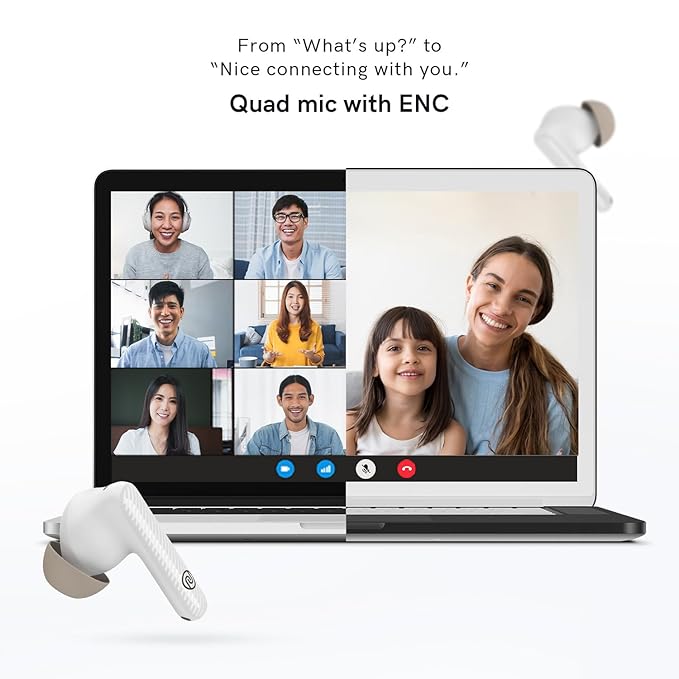 From “What’s up?” to
“Nice connecting with you.”
Quad mic with ENC